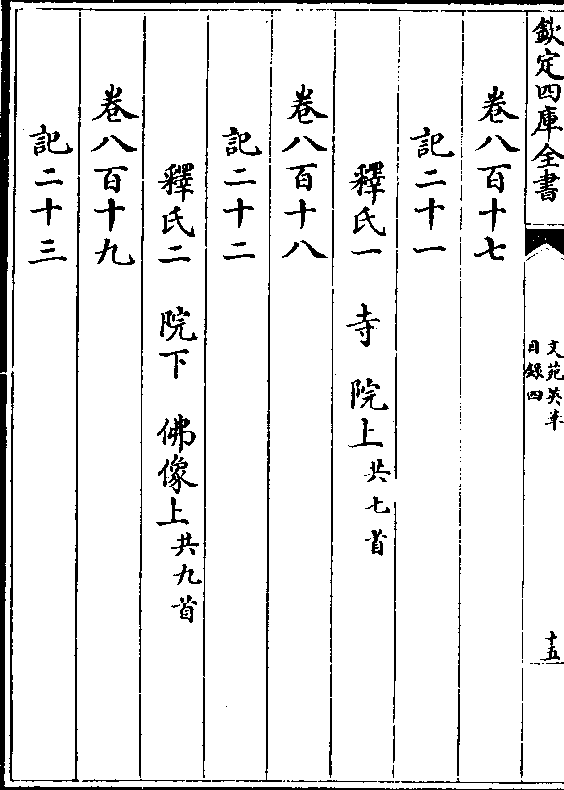 欽定四庫全書
文苑英華
目録四
十五
卷八百十七
記二十一
釋氏一　寺　院上共七首
卷八百十八
記二十二
釋氏二　院下　佛像上共九首
卷八百十九
記二十三